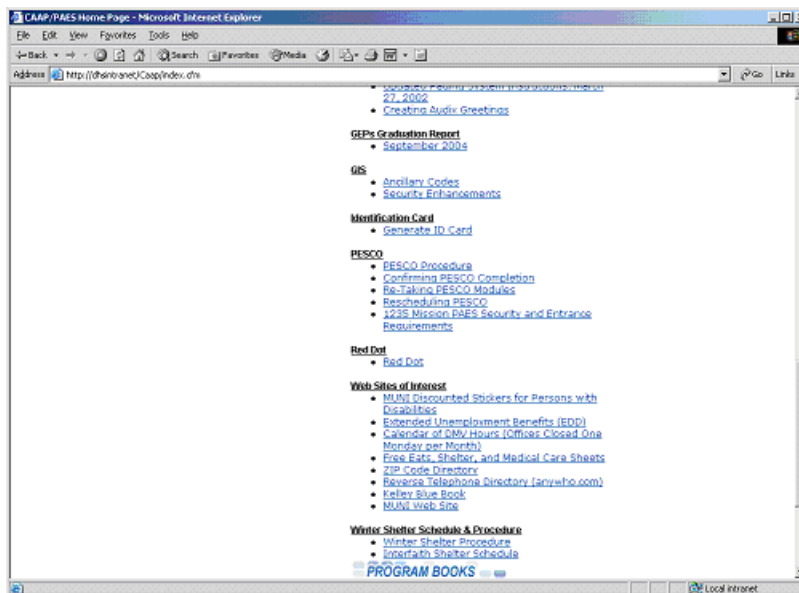 CAAP/PAES Home Page - Microsoft Internet Explorer
File Edit View Favorites Tools Help
Back Search Favorites Media
Address http://dhsintranet/Caap/index.cfm Go Links
Updated Paging System Instructions: March
27, 2002
Creating Audix Greetings
GEPs Graduation Report
September 2004
GIS
Ancillary Codes
Security Enhancements
Identification Card
Generate ID Card
PESCO
PESCO Procedure
Confirming PESCO Completion
Re-Taking PESCO Modules
Rescheduling PESCO
1235 Mission PAES Security and Entrance
Requirements
Red Dot
Red Dot
Web Sites of Interest
MUNI Discounted Stickers for Persons with
Disabilities
Extended Unemployment Benefits (EDD)
Calendar of DMV Hours (Offices Closed One
Monday per Month)
Free Eats, Shelter, and Medical Care Sheets
ZIP Code Directory
Reverse Telephone Directory (anywho.com)
Kelley Blue Book
MUNI Web Site
Winter Shelter Schedule & Procedure
Winter Shelter Procedure
Interfaith Shelter Schedule
PROGRAM BOOKS
Local intranet